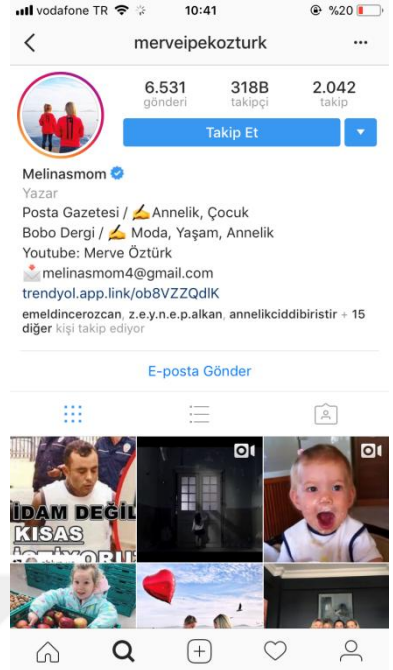 vodafone TR 10:41 %20
merveipekozturk
6.531 318B 2.042
gönderi takipçi takip
Takip Et
Melinasmom
Yazar
Posta Gazetesi / ✍Annelik, Çocuk
Bobo Dergi / ✍ Moda, Yaşam, Annelik
Youtube: Merve Öztürk
📩melinasmom4@gmail.com
trendyol.app.link/ob8VZZQdlK
emeldincerozcan, z.e.y.n.e.p.alkan, annelikciddibiristir + 15
diğer kişi takip ediyor
E-posta Gönder
İDAM DEĞİL
KISAS